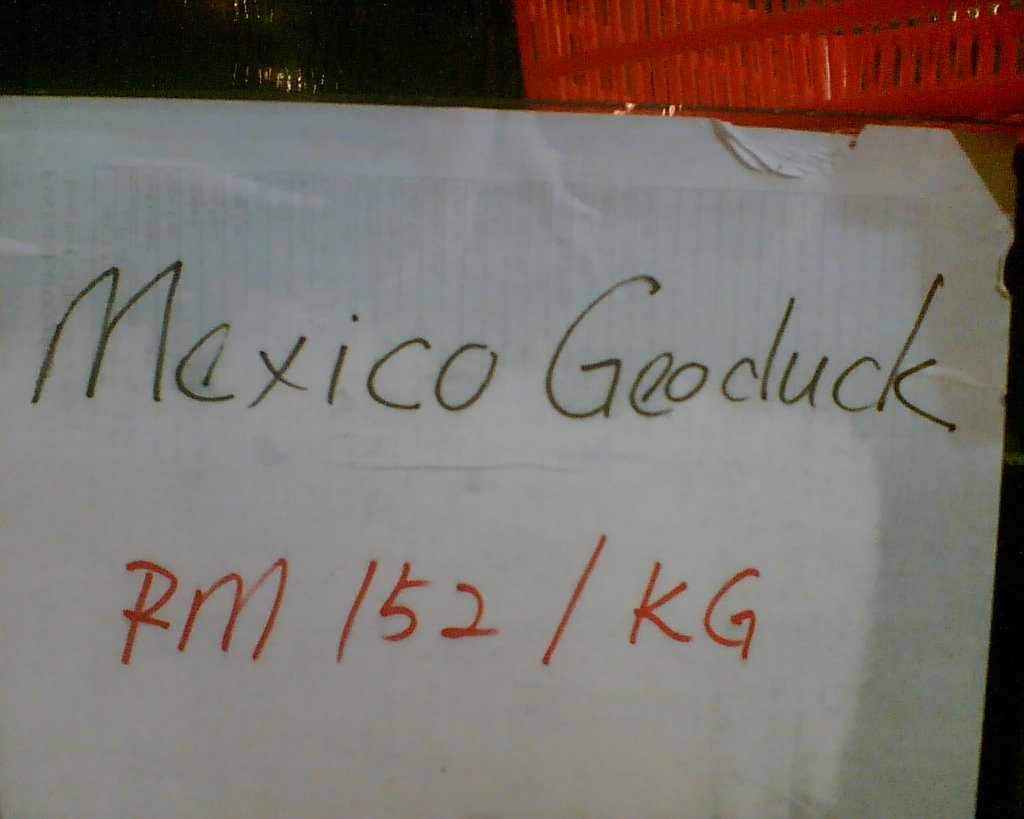 Mexico Geoduck
RM 152 / KG